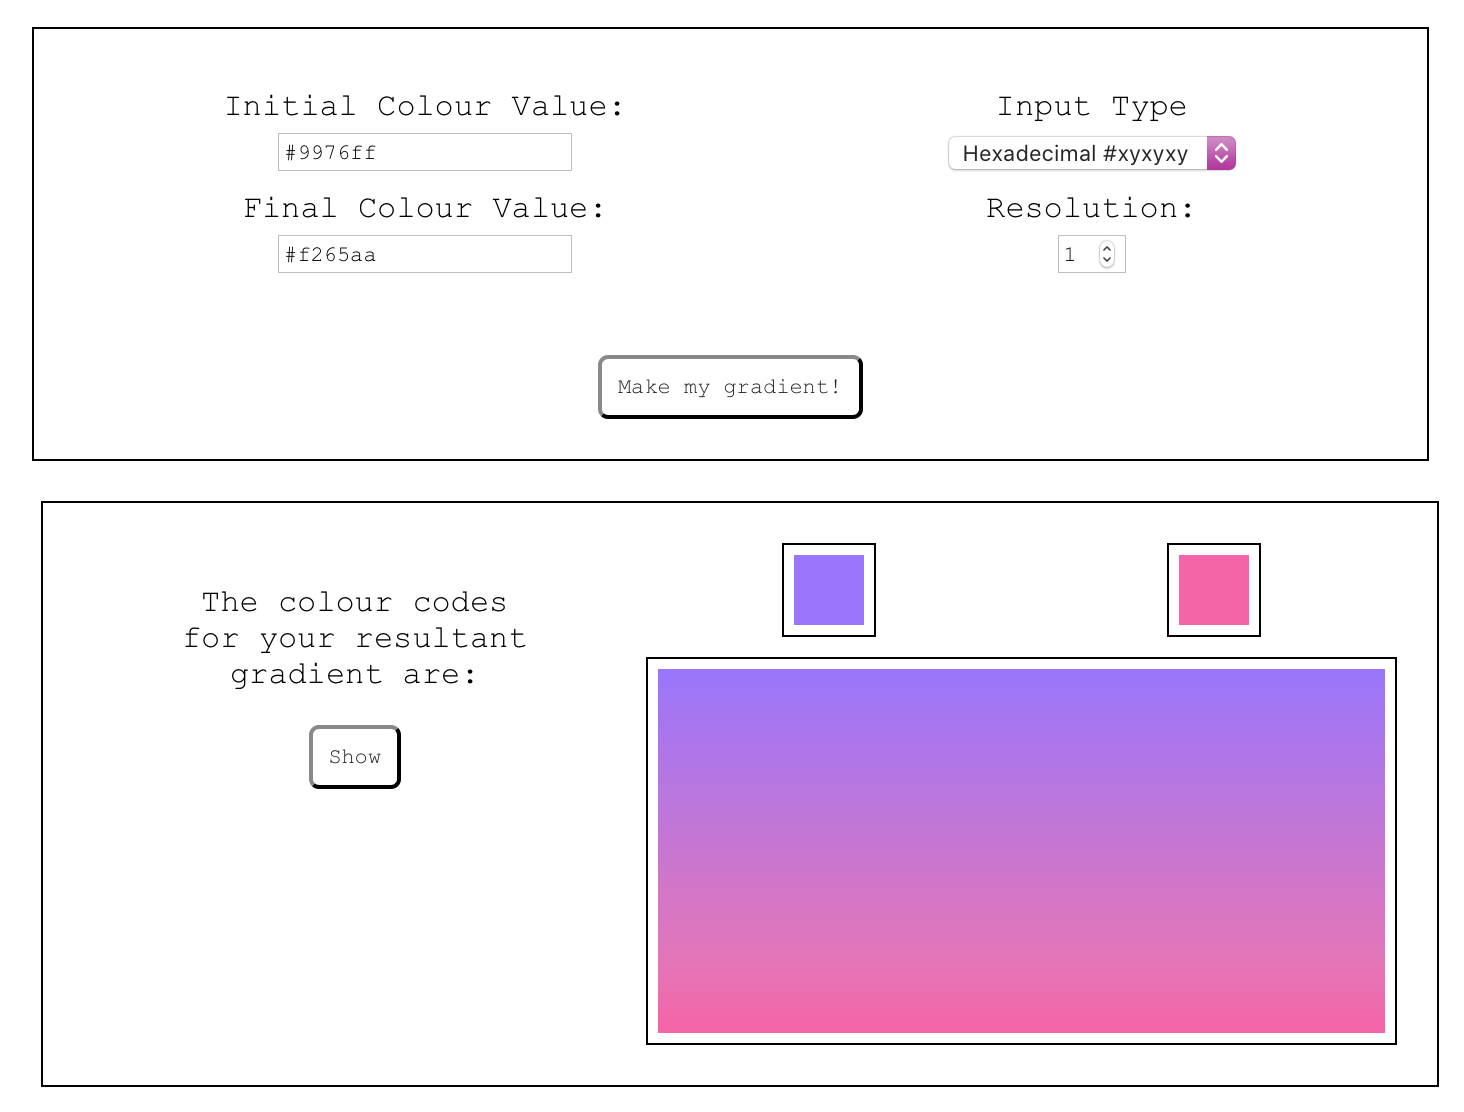 Initial Colour Value:
Input Type
#9976ff
Hexadecimal #xyxyxy
Final Colour Value:
Resolution:
#f265aa
1
Make my gradient!
The colour codes
for your resultant
gradient are:
Show